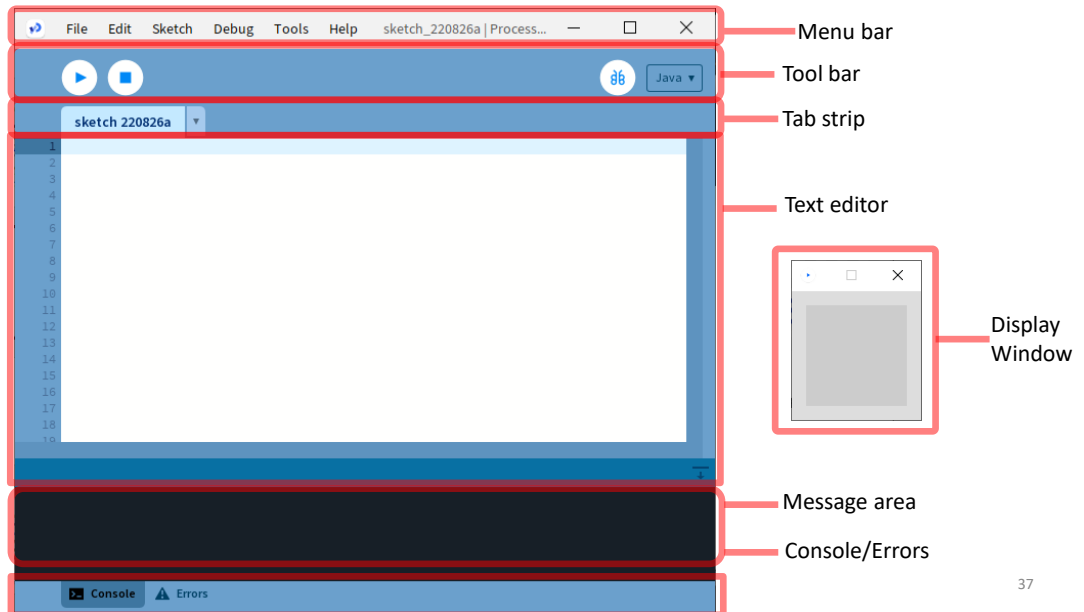 File Edit Sketch Debug Tools Help sketch_220826a | Process...
Menu bar
Java
Tool bar
sketch 220826a
Tab strip
1
2
3
4
5
6
7
8
9
10
11
12
13
14
15
16
17
18
19
Text editor
Display
Window
Message area
Console/Errors
Console Errors
37